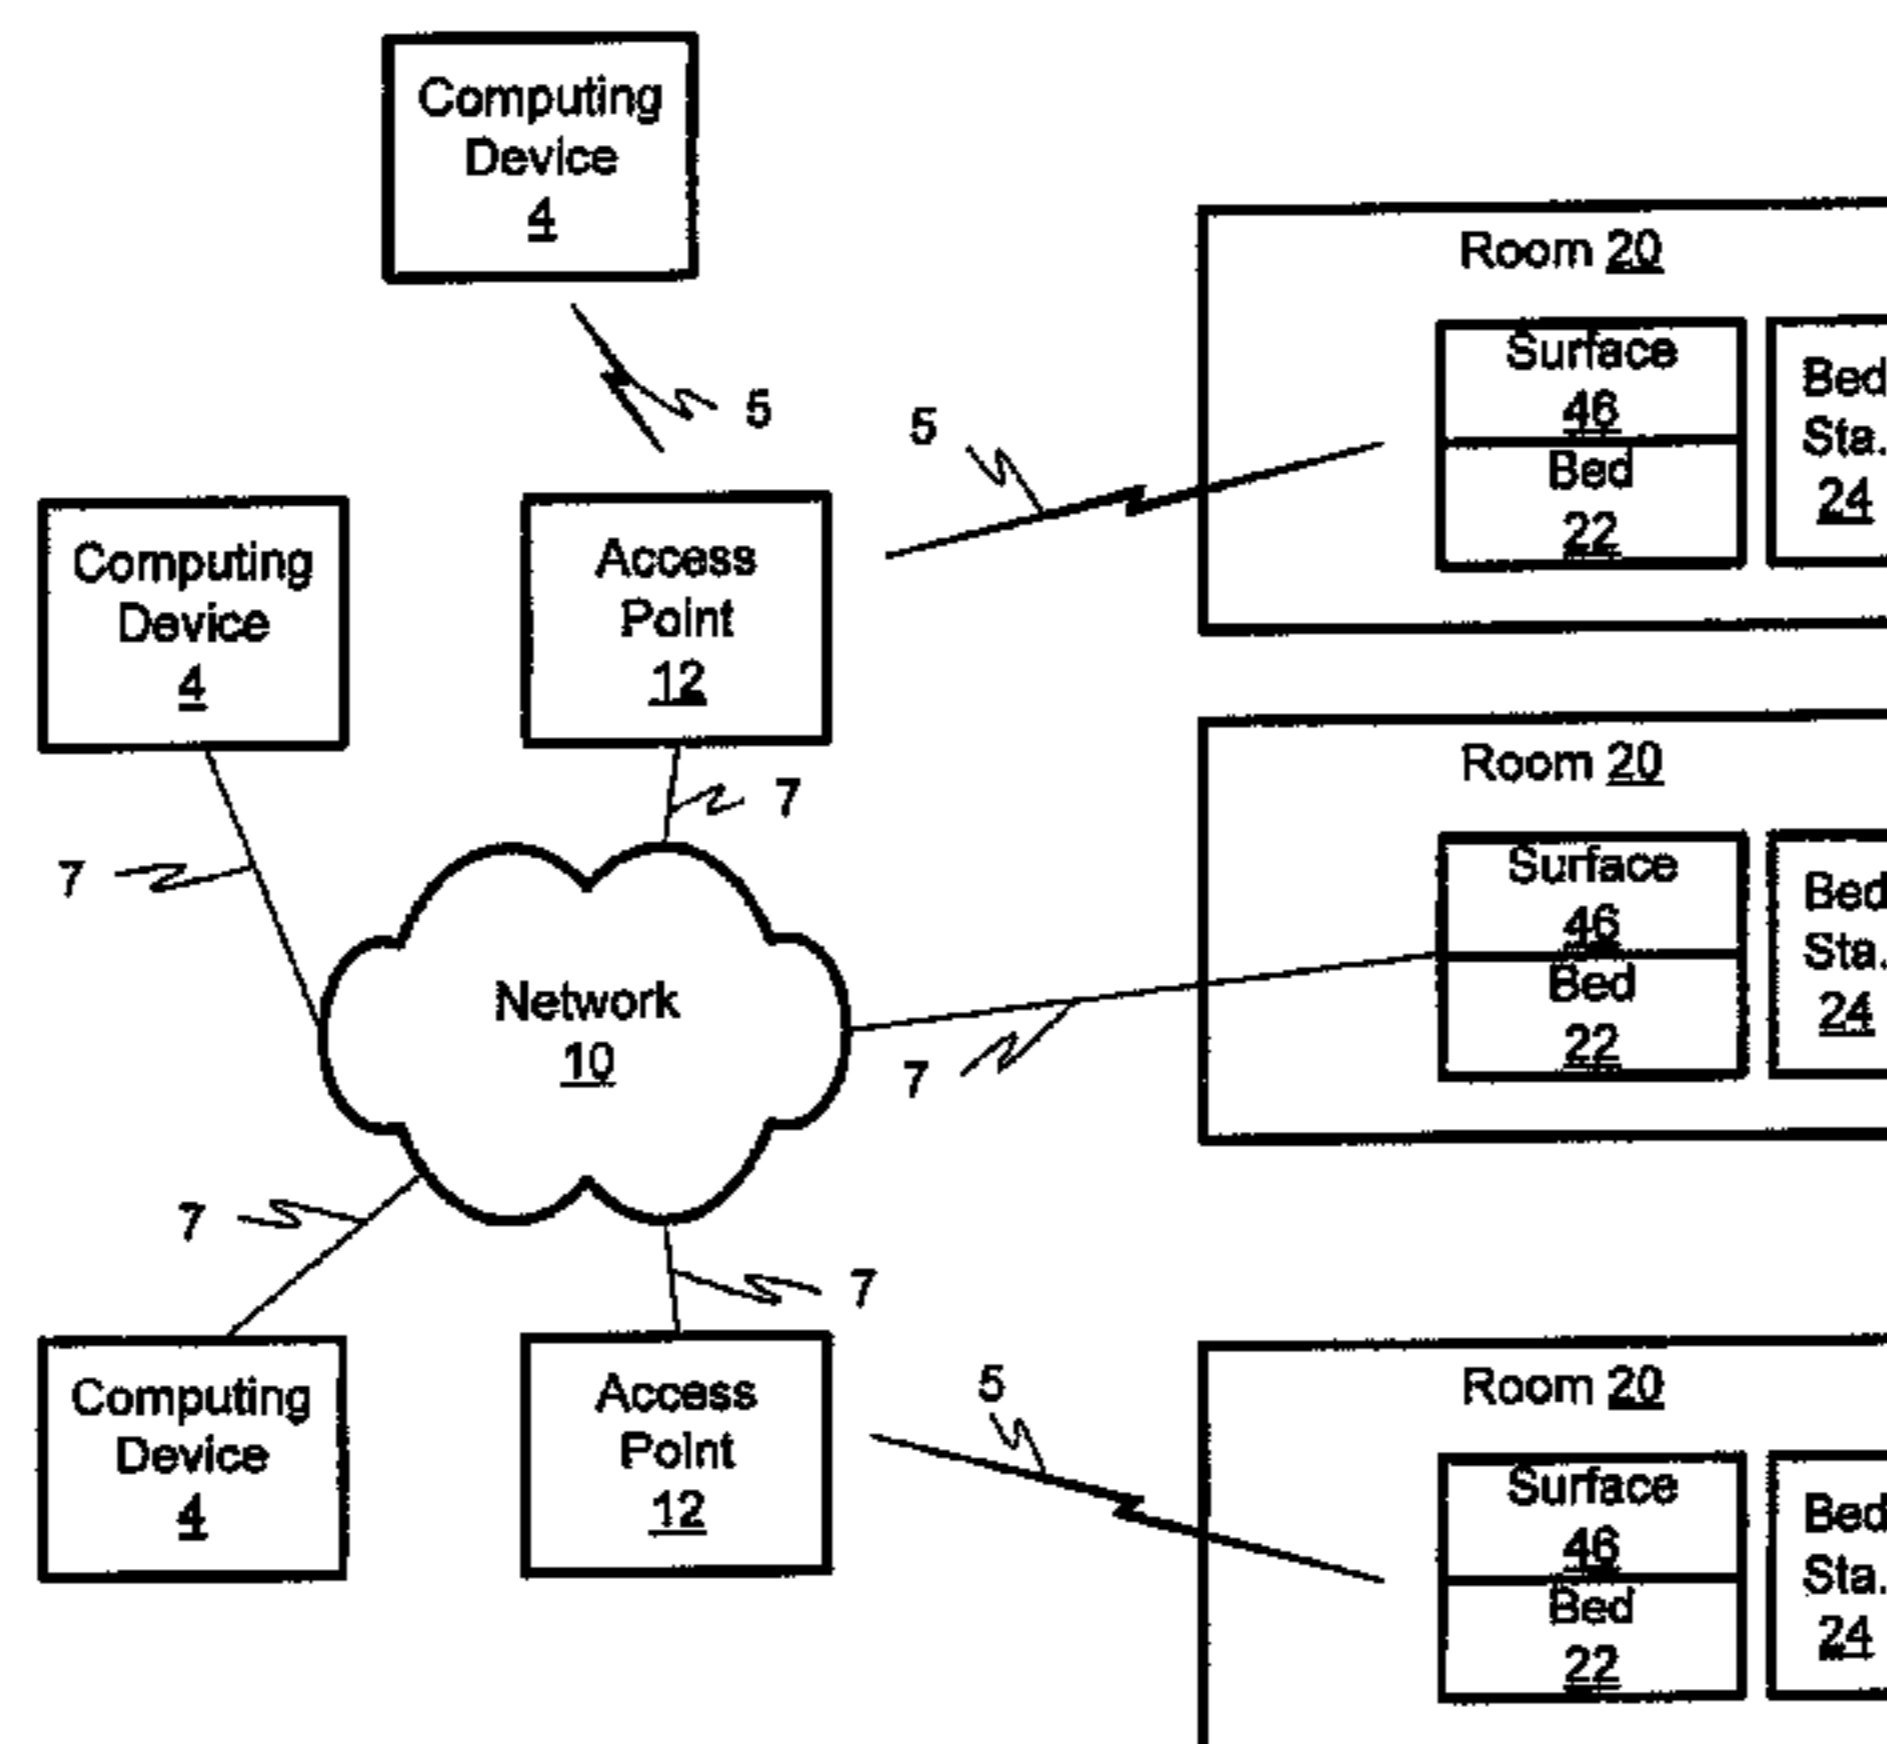 Computing
Device
4
5
Computing
Device
4
Access
Point
12
5
7
7
Network
10
7
7
7
Computing
Device
4
Access
Point
12
5
Room 20
Surface
46
Bed
22
Bed
Sta.
24
Room 20
Surface
46
Bed
22
Bed
Sta.
24
Room 20
Surface
46
Bed
22
Bed
Sta.
24